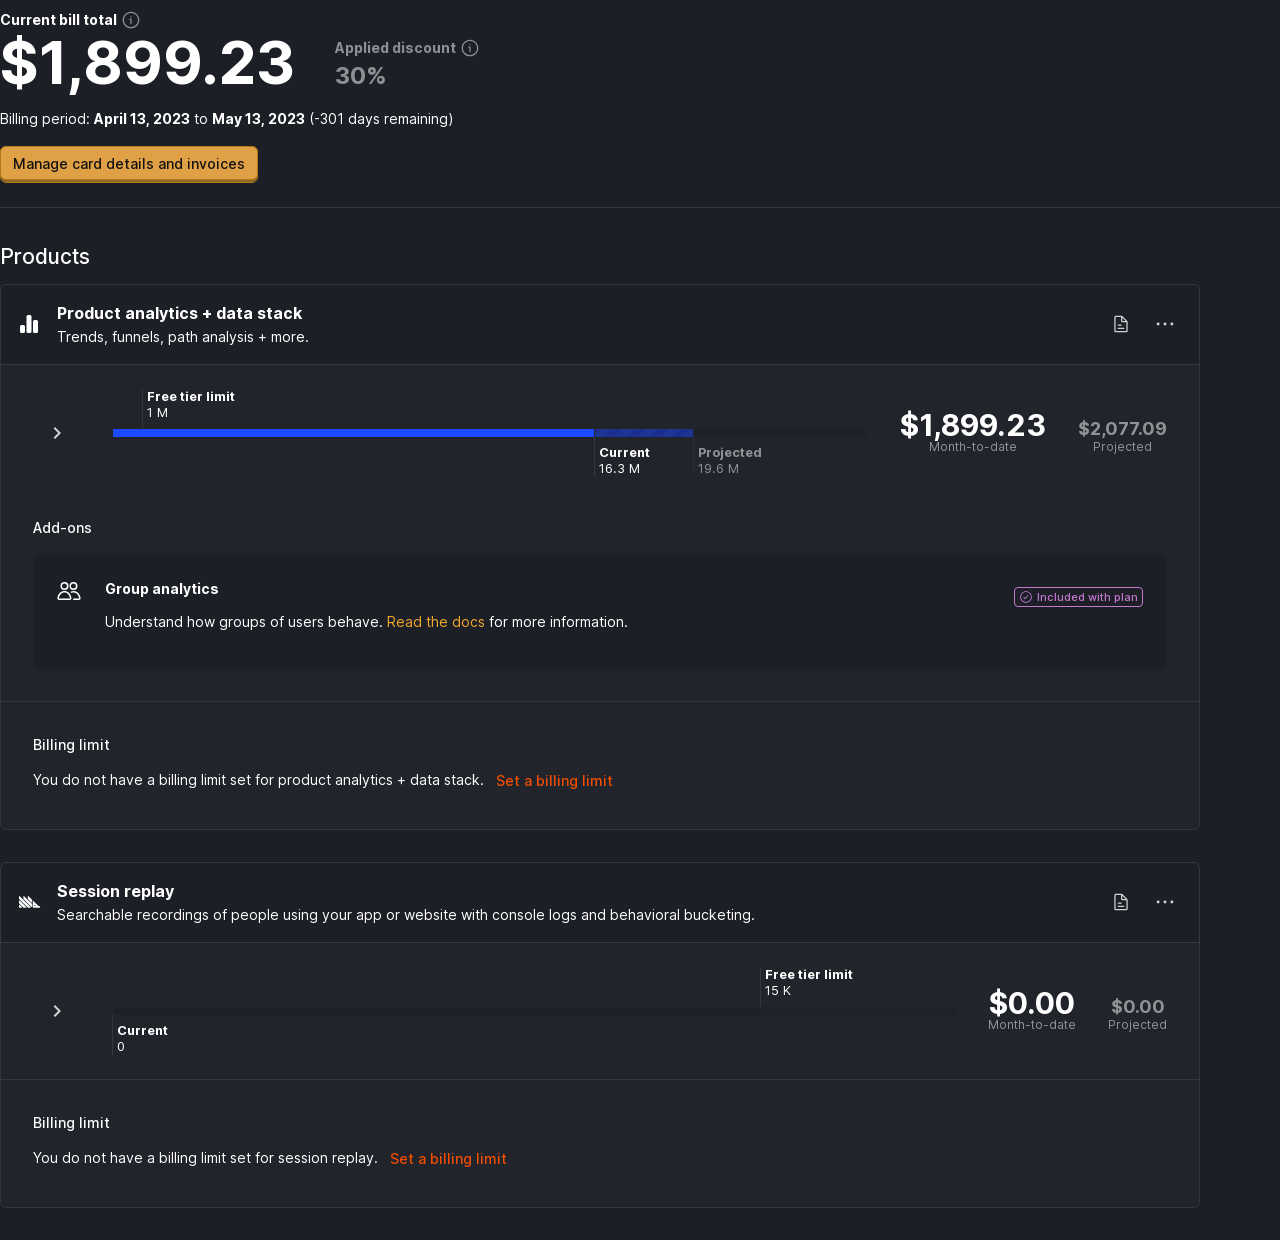 Current bill total
$1,899.23
Applied discount
30%
Billing period: April 13, 2023 to May 13, 2023 (-301 days remaining)
Manage card details and invoices
Products
Product analytics + data stack
Trends, funnels, path analysis + more.
Free tier limit
1 M
Current
16.3 M
Projected
19.6 M
$1,899.23
Month-to-date
$2,077.09
Projected
Add-ons
Group analytics
Understand how groups of users behave. Read the docs for more information.
Included with plan
Billing limit
You do not have a billing limit set for product analytics + data stack. Set a billing limit
Session replay
Searchable recordings of people using your app or website with console logs and behavioral bucketing.
Free tier limit
15 K
Current
0
$0.00
Month-to-date
$0.00
Projected
Billing limit
You do not have a billing limit set for session replay. Set a billing limit